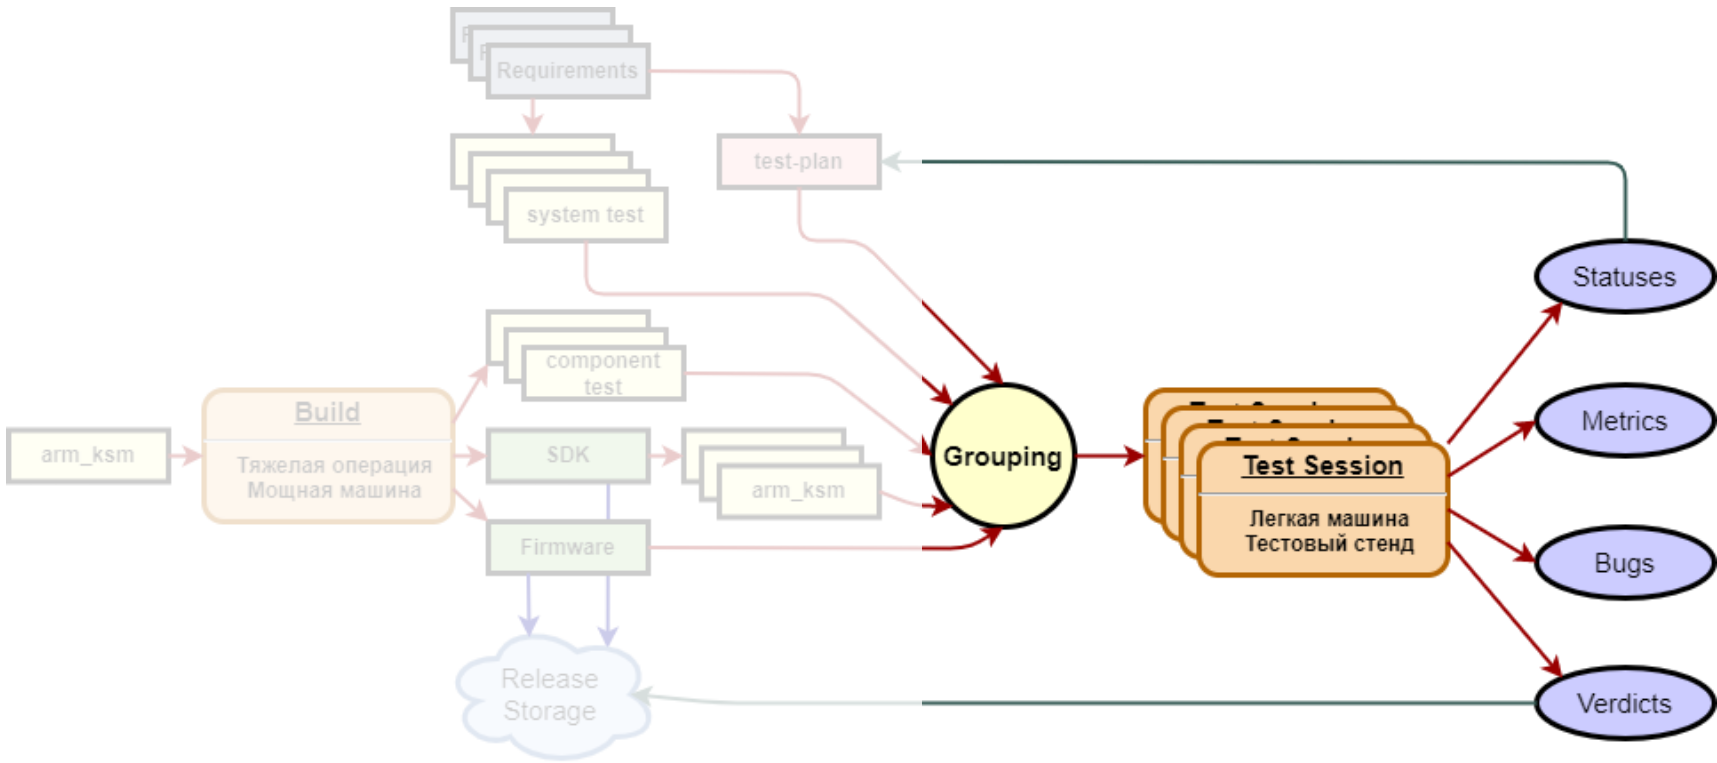 Requirements
test-plan
system test
Statuses
component
test
Build
Тяжелая операция
Мощная машина
arm_ksm
SDK
arm_ksm
Firmware
Grouping
Test Session
Легкая машина
Тестовый стенд
Metrics
Bugs
Release
Storage
Verdicts